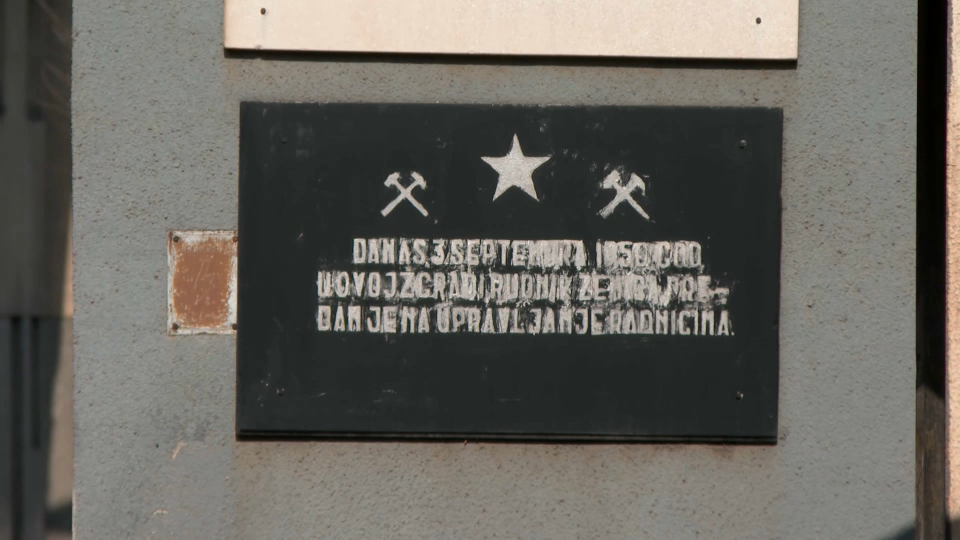 DANAS, 3. SEPTEMBRA, 1950, GOD,
U OVOJ ZGRADI, RUDNIK ZENICA, PRE-
DAN JE NA UPRAVLJANJE RADNICIMA.